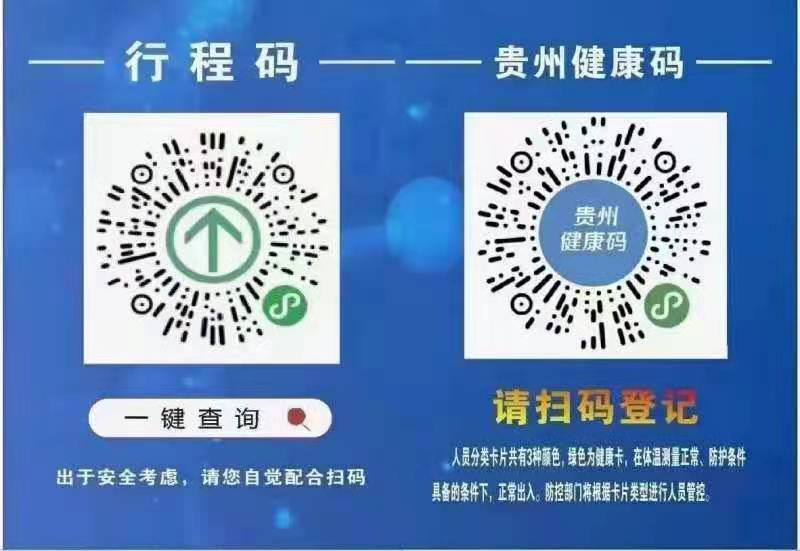 行程码
一键查询
出于安全考虑，请您自觉配合扫码
贵州健康码
贵州
健康码
请扫码登记
人员分类卡片共有3种颜色，绿色为健康卡，在体温测量正常、防护条件
具备的条件下，正常出入。防控部门将根据卡片类型进行人员管控。